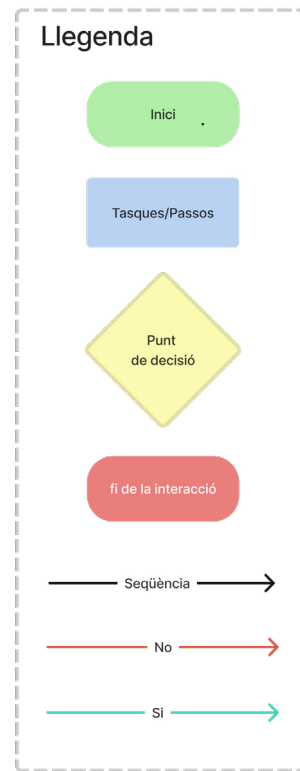 Llegenda
Inici
Tasques/Passos
Punt
de decisió
fi de la interacció
Seqüència
No
Si